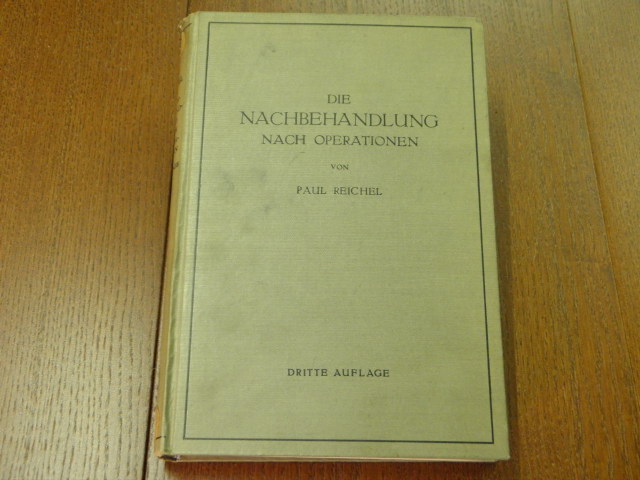 DIE
NACHBEHANDLUNG
NACH OPERATIONEN
VON
PAUL REICHEL
DRITTE AUFLAGE